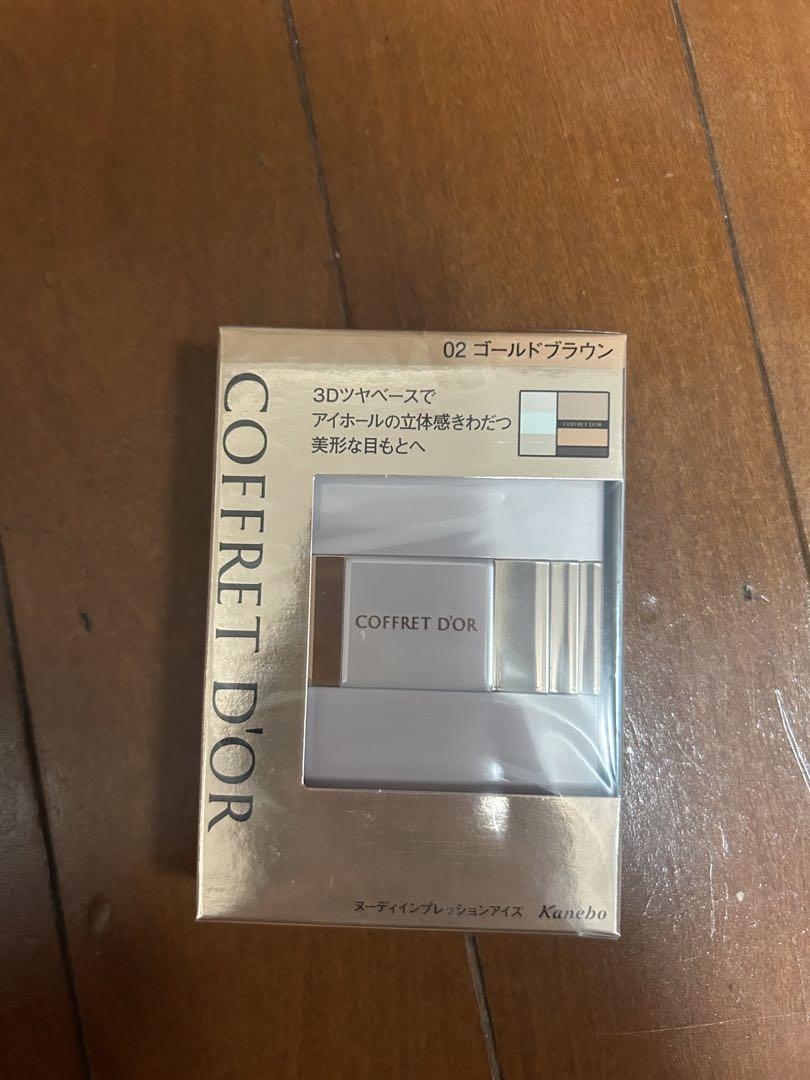 02 ゴールドブラウン
3Dツヤベースで
アイホールの立体感きわだつ
美形な目もとへ
COFFRET D'OR
COFFRET D'OR
COFFRET D'OR
ヌーディインプレッションアイズ Kanebo